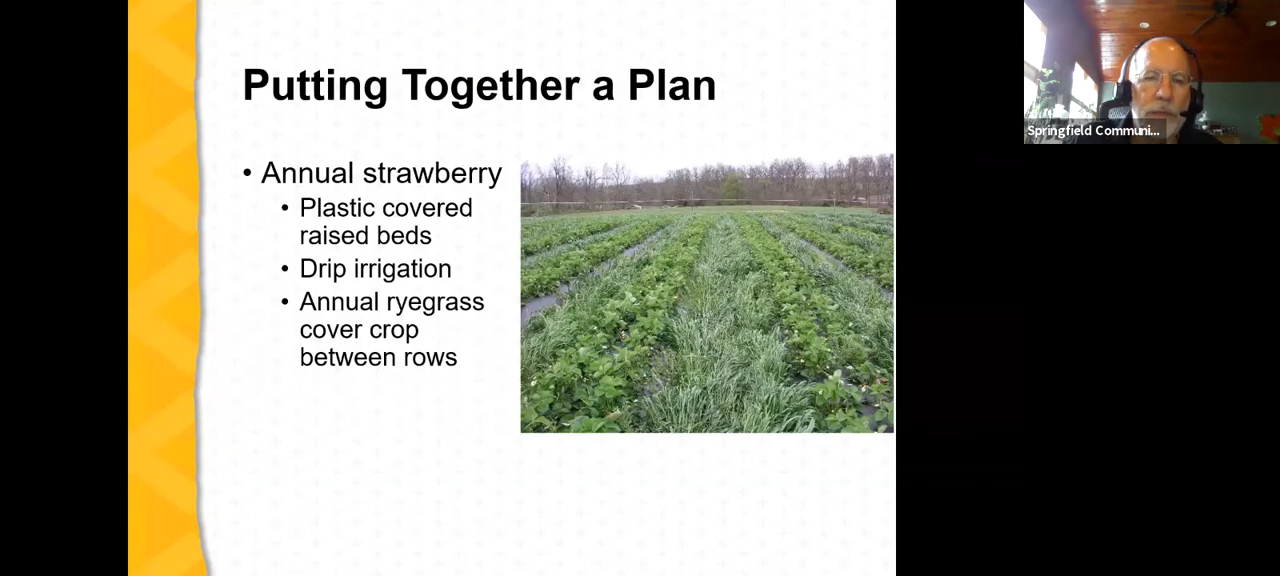 Putting Together a Plan
• Annual strawberry
• Plastic covered
raised beds
• Drip irrigation
• Annual ryegrass
cover crop
between rows
Springfield Communi...